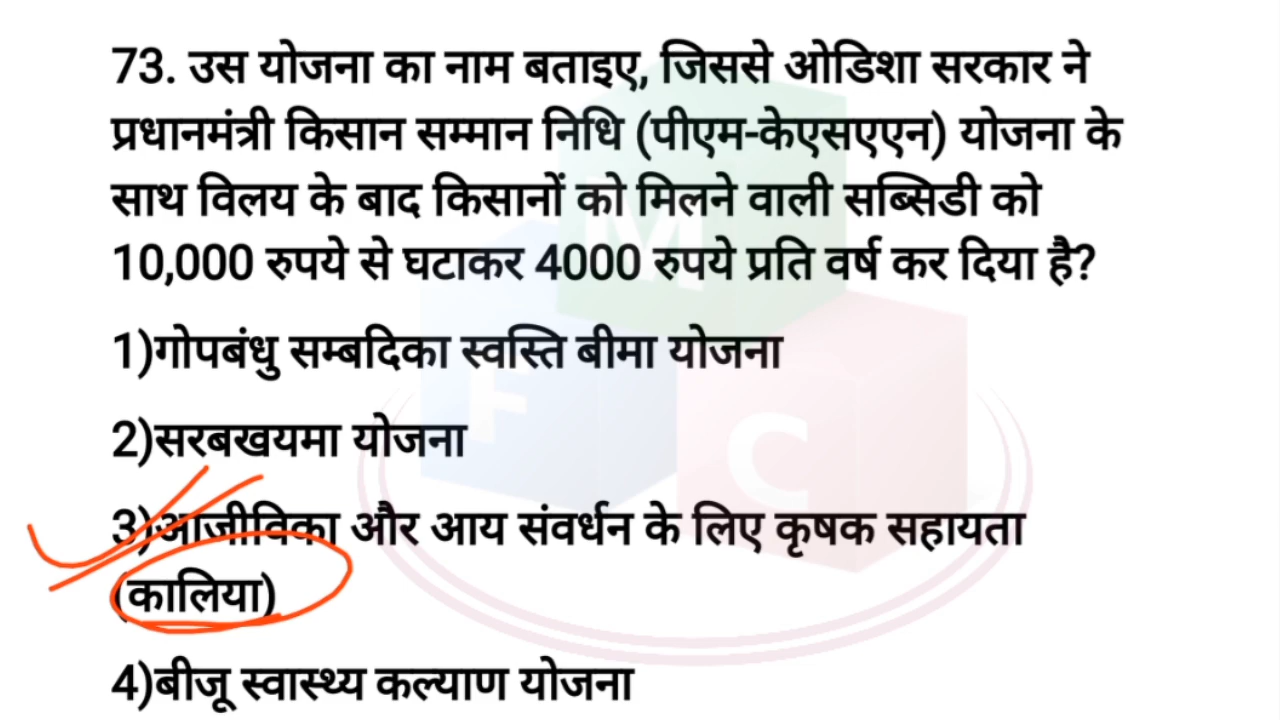 73. उस योजना का नाम बताइए, जिससे ओडिशा सरकार ने
प्रधानमंत्री किसान सम्मान निधि (पीएम-केएसएएन) योजना के
साथ विलय के बाद किसानों को मिलने वाली सब्सिडी को
10,000 रुपये से घटाकर 4000 रुपये प्रति वर्ष कर दिया है?
1)गोपबंधु सम्बदिका स्वस्ति बीमा योजना
2)सरबखयमा योजना
3)आजीविका और आय संवर्धन के लिए कृषक सहायता
(कालिया)
4)बीजू स्वास्थ्य कल्याण योजना
M
F
C